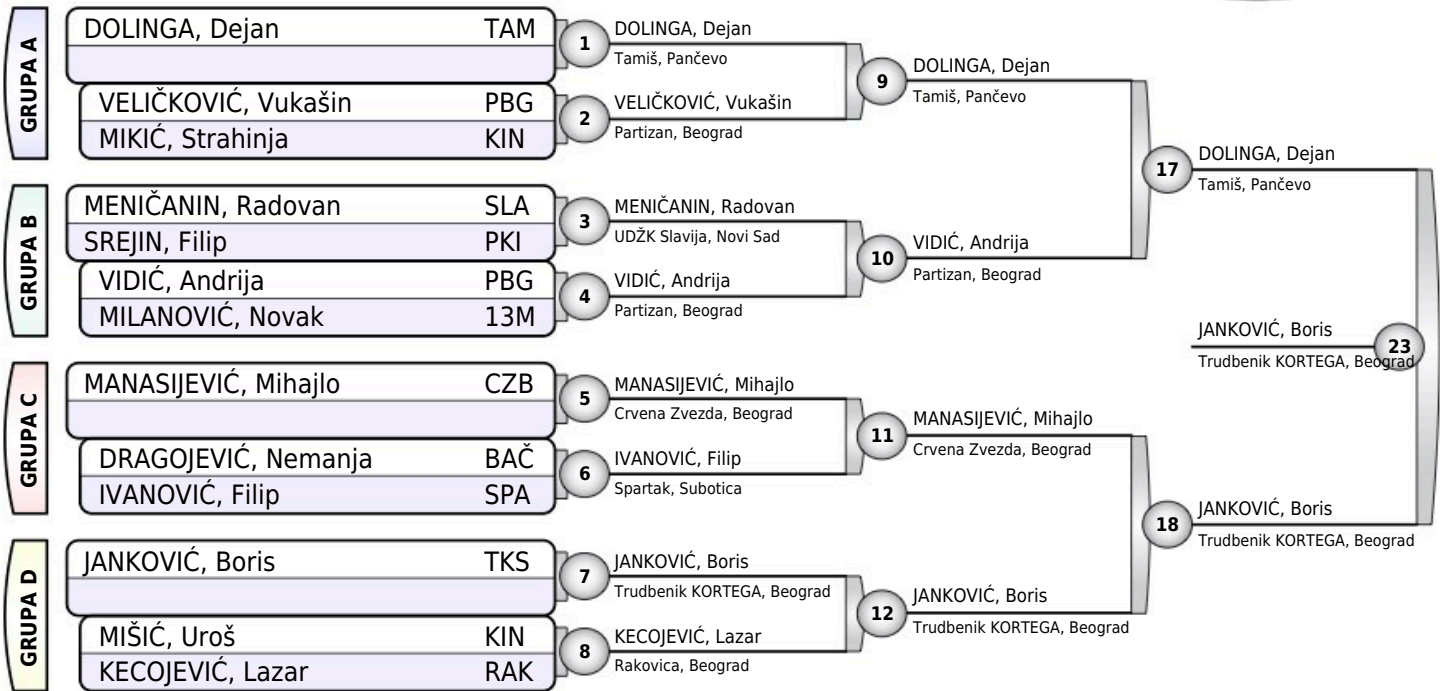 GRUPA A
DOLINGA, Dejan TAM
VELIČKOVIĆ, Vukašin PBG
MIKIĆ, Strahinja KIN
GRUPA B
MENIČANIN, Radovan SLA
SREJIN, Filip PKI
VIDIĆ, Andrija PBG
MILANOVIĆ, Novak 13M
GRUPA C
MANASIJEVIĆ, Mihajlo CZB
DRAGOJEVIĆ, Nemanja BAČ
IVANOVIĆ, Filip SPA
GRUPA D
JANKOVIĆ, Boris TKS
MIŠIĆ, Uroš KIN
KECOJEVIĆ, Lazar RAK
1
DOLINGA, Dejan
Tamiš, Pančevo
2
VELIČKOVIĆ, Vukašin
Partizan, Beograd
3
MENIČANIN, Radovan
UDŽK Slavija, Novi Sad
4
VIDIĆ, Andrija
Partizan, Beograd
5
MANASIJEVIĆ, Mihajlo
Crvena Zvezda, Beograd
6
IVANOVIĆ, Filip
Spartak, Subotica
7
JANKOVIĆ, Boris
Trudbenik KORTEGA, Beograd
8
KECOJEVIĆ, Lazar
Rakovica, Beograd
9
DOLINGA, Dejan
Tamiš, Pančevo
10
VIDIĆ, Andrija
Partizan, Beograd
11
MANASIJEVIĆ, Mihajlo
Crvena Zvezda, Beograd
12
JANKOVIĆ, Boris
Trudbenik KORTEGA, Beograd
17
DOLINGA, Dejan
Tamiš, Pančevo
18
JANKOVIĆ, Boris
Trudbenik KORTEGA, Beograd
23
JANKOVIĆ, Boris
Trudbenik KORTEGA, Beograd